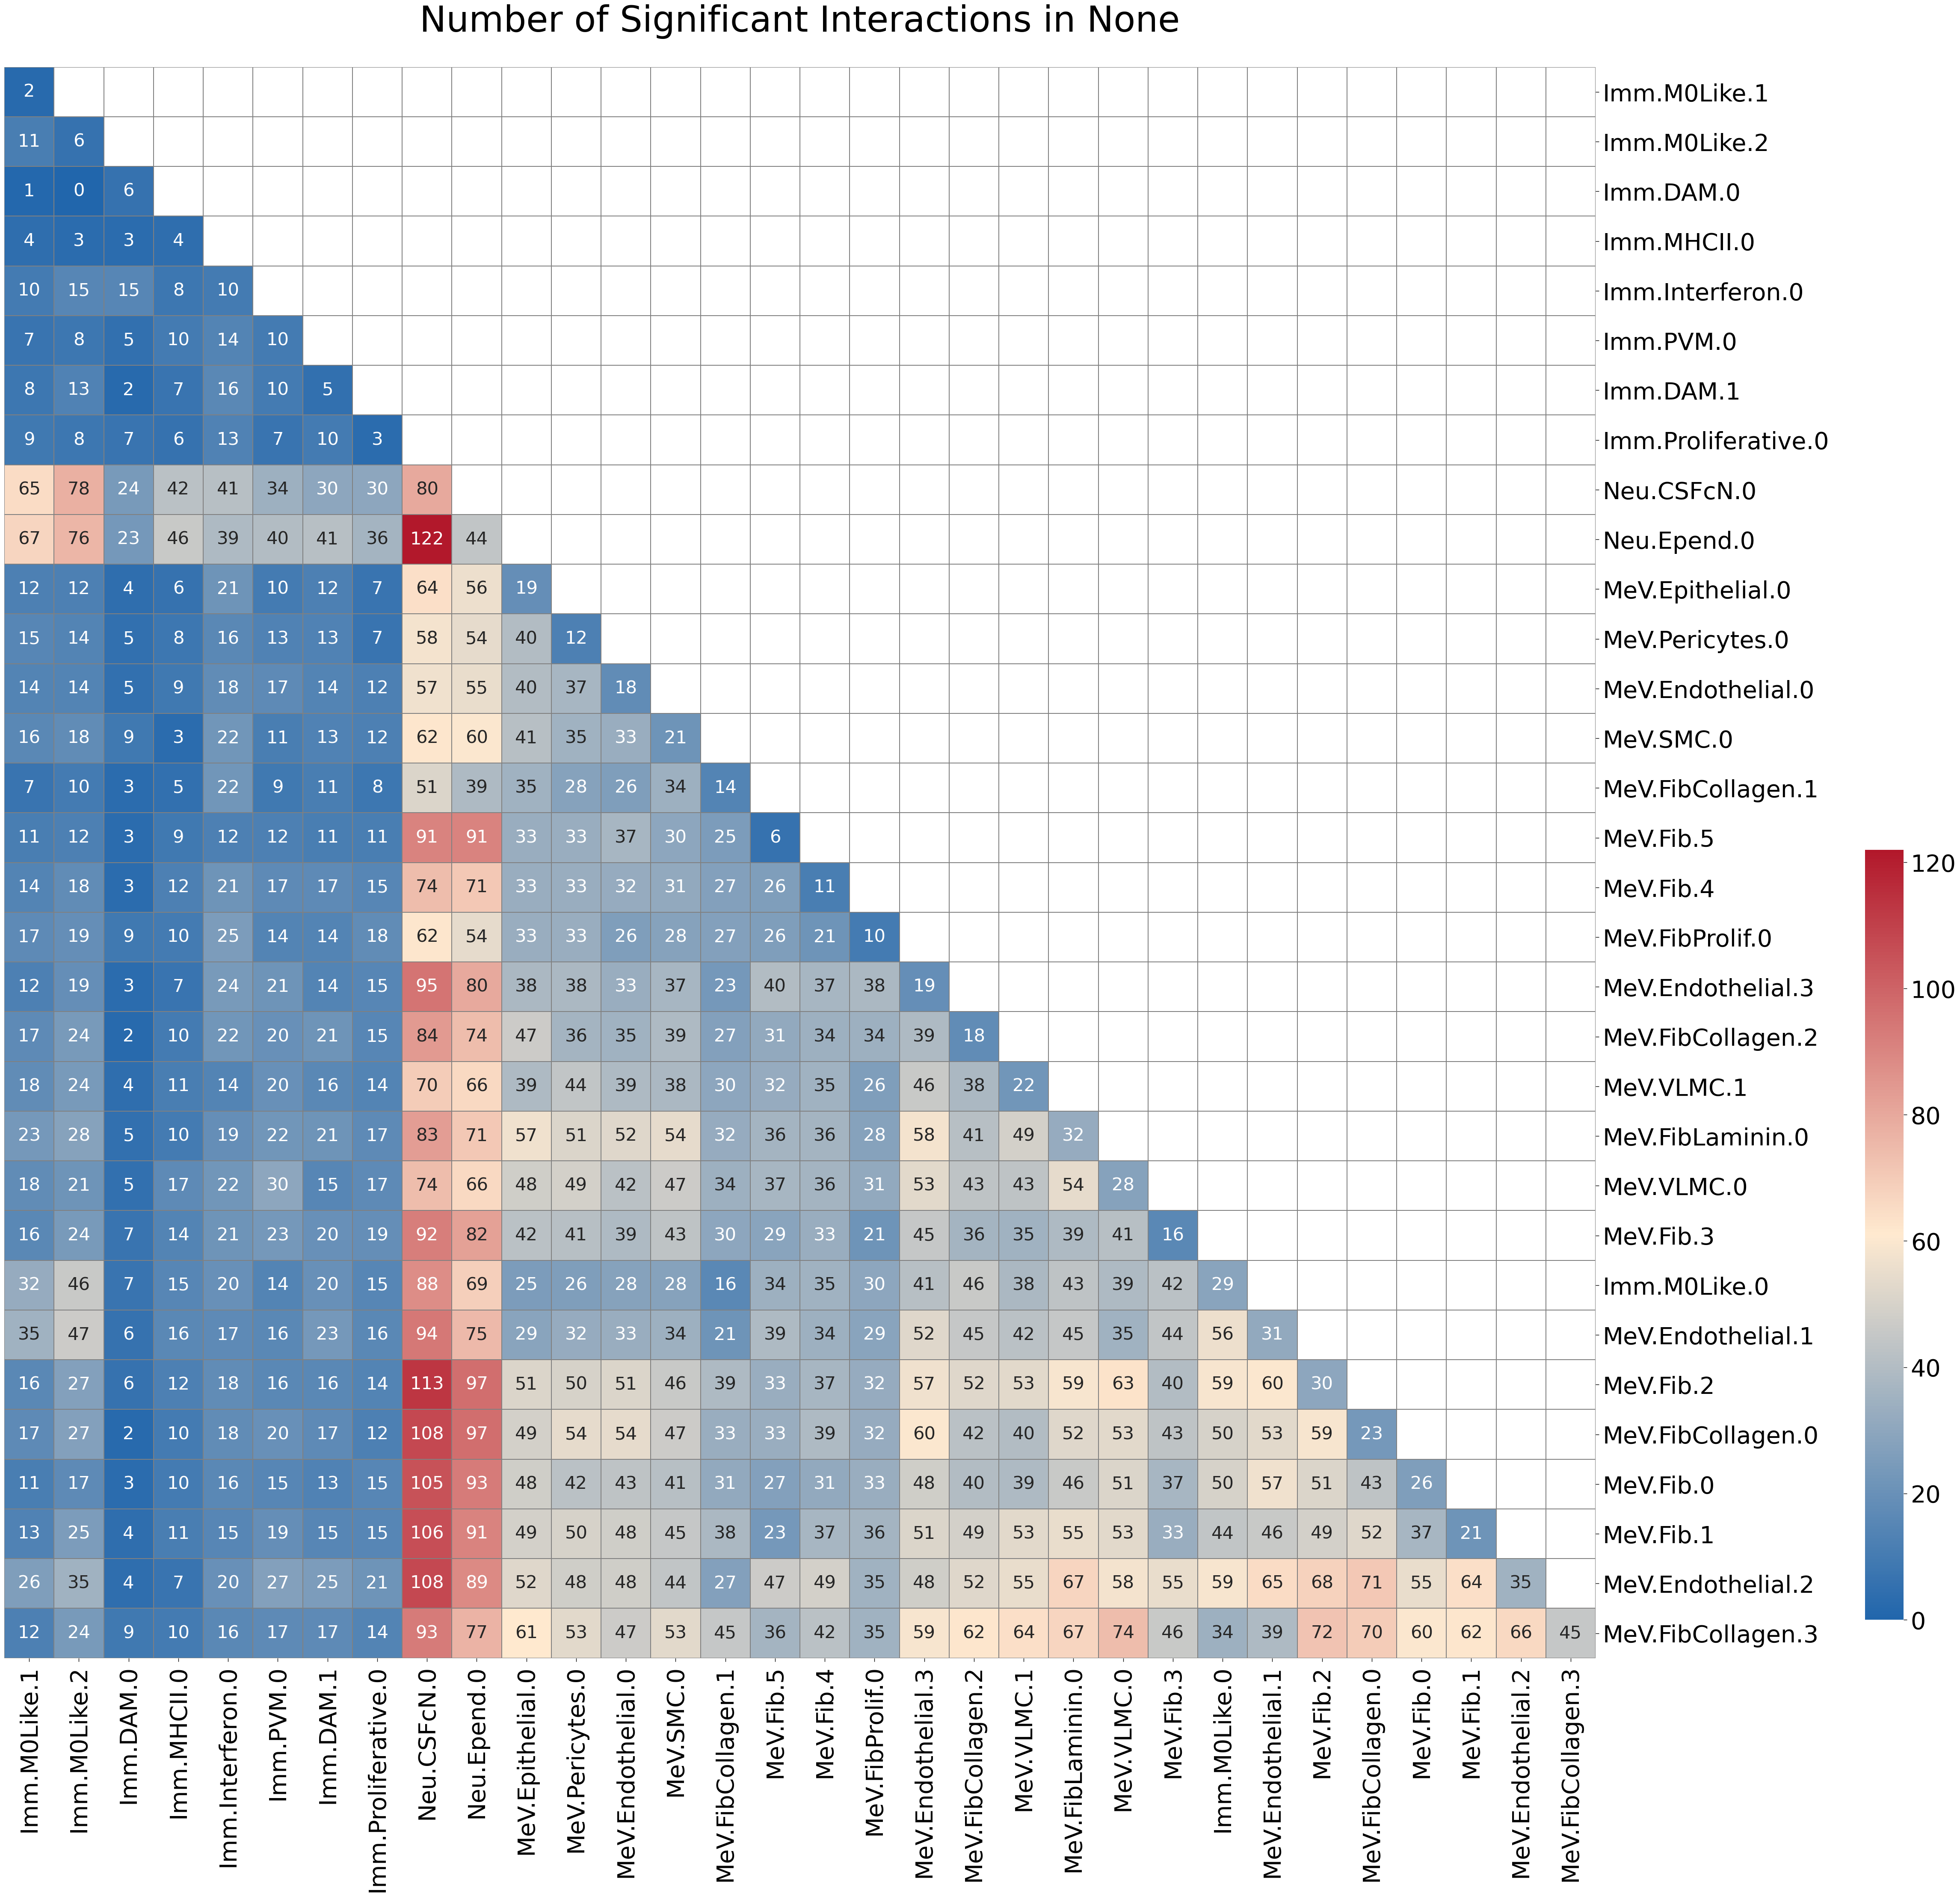 Number of Significant Interactions in None
2 Imm.M0Like.1
11 6 Imm.M0Like.2
1 0 6 Imm.DAM.0
4 3 3 4 Imm.MHCII.0
10 15 15 8 10 Imm.Interferon.0
7 8 5 10 14 10 Imm.PVM.0
8 13 2 7 16 10 5 Imm.DAM.1
9 8 7 6 13 7 10 3 Imm.Proliferative.0
65 78 24 42 41 34 30 30 80 Neu.CSFcN.0
67 76 23 46 39 40 41 36 122 44 Neu.Epend.0
12 12 4 6 21 10 12 7 64 56 19 MeV.Epithelial.0
15 14 5 8 16 13 13 7 58 54 40 12 MeV.Pericytes.0
14 14 5 9 18 17 14 12 57 55 40 37 18 MeV.Endothelial.0
16 18 9 3 22 11 13 12 62 60 41 35 33 21 MeV.SMC.0
7 10 3 5 22 9 11 8 51 39 35 28 26 34 14 MeV.FibCollagen.1
11 12 3 9 12 12 11 11 91 91 33 33 37 30 25 6 MeV.Fib.5
14 18 3 12 21 17 17 15 74 71 33 33 32 31 27 26 11 MeV.Fib.4
17 19 9 10 25 14 14 18 62 54 33 33 26 28 27 26 21 10 MeV.FibProlif.0
12 19 3 7 24 21 14 15 95 80 38 38 33 37 23 40 37 38 19 MeV.Endothelial.3
17 24 2 10 22 20 21 15 84 74 47 36 35 39 27 31 34 34 39 18 MeV.FibCollagen.2
18 24 4 11 14 20 16 14 70 66 39 44 39 38 30 32 35 26 46 38 22 MeV.VLMC.1
23 28 5 10 19 22 21 17 83 71 57 51 52 54 32 36 36 28 58 41 49 32 MeV.FibLaminin.0
18 21 5 17 22 30 15 17 74 66 48 49 42 47 34 37 36 31 53 43 43 54 28 MeV.VLMC.0
16 24 7 14 21 23 20 19 92 82 42 41 39 43 30 29 33 21 45 36 35 39 41 16 MeV.Fib.3
32 46 7 15 20 14 20 15 88 69 25 26 28 28 16 34 35 30 41 46 38 43 39 42 29 Imm.M0Like.0
35 47 6 16 17 16 23 16 94 75 29 32 33 34 21 39 34 29 52 45 42 45 35 44 56 31 MeV.Endothelial.1
16 27 6 12 18 16 16 14 113 97 51 50 51 46 39 33 37 32 57 52 53 59 63 40 59 60 30 MeV.Fib.2
17 27 2 10 18 20 17 12 108 97 49 54 54 47 33 33 39 32 60 42 40 52 53 43 50 53 59 23 MeV.FibCollagen.0
11 17 3 10 16 15 13 15 105 93 48 42 43 41 31 27 31 33 48 40 39 46 51 37 50 57 51 43 26 MeV.Fib.0
13 25 4 11 15 19 15 15 106 91 49 50 48 45 38 23 37 36 51 49 53 55 53 33 44 46 49 52 37 21 MeV.Fib.1
26 35 4 7 20 27 25 21 108 89 52 48 48 44 27 47 49 35 48 52 55 67 58 55 59 65 68 71 55 64 35 MeV.Endothelial.2
12 24 9 10 16 17 17 14 93 77 61 53 47 53 45 36 42 35 59 62 64 67 74 46 34 39 72 70 60 62 66 45 MeV.FibCollagen.3
Imm.M0Like.1
Imm.M0Like.2
Imm.DAM.0
Imm.MHCII.0
Imm.Interferon.0
Imm.PVM.0
Imm.DAM.1
Imm.Proliferative.0
Neu.CSFcN.0
Neu.Epend.0
MeV.Epithelial.0
MeV.Pericytes.0
MeV.Endothelial.0
MeV.SMC.0
MeV.FibCollagen.1
MeV.Fib.5
MeV.Fib.4
MeV.FibProlif.0
MeV.Endothelial.3
MeV.FibCollagen.2
MeV.VLMC.1
MeV.FibLaminin.0
MeV.VLMC.0
MeV.Fib.3
Imm.M0Like.0
MeV.Endothelial.1
MeV.Fib.2
MeV.FibCollagen.0
MeV.Fib.0
MeV.Fib.1
MeV.Endothelial.2
MeV.FibCollagen.3
120
100
80
60
40
20
0